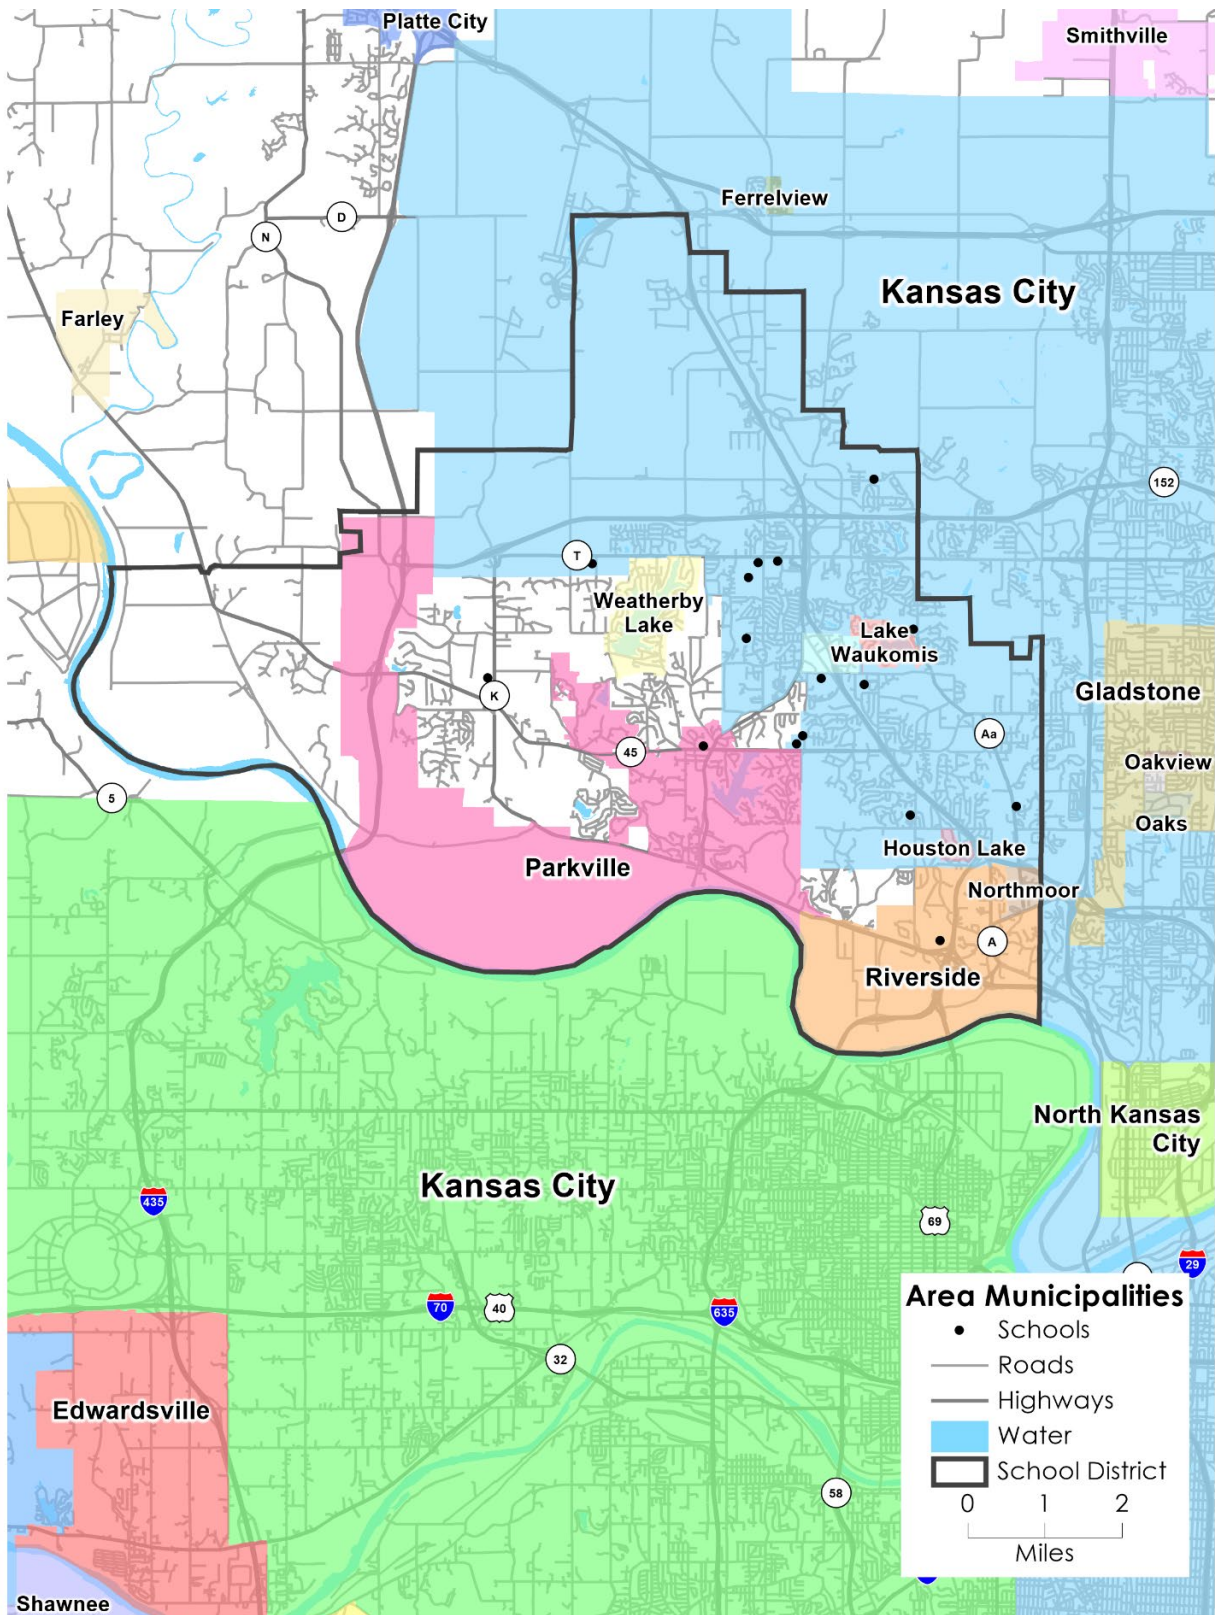 Platte City
Smithville
Ferrelview
D
N
Kansas City
Farley
152
T
Weatherby
Lake
Lake
Waukomis
K
Gladstone
Aa
45
Oakview
5
Oaks
Houston Lake
Parkville
Northmoor
A
Riverside
North Kansas
City
Kansas City
435
69
29
70
40
635
Area Municipalities
Schools
Roads
32
Highways
Edwardsville
Water
School District
58
0 1 2
Miles
Shawnee